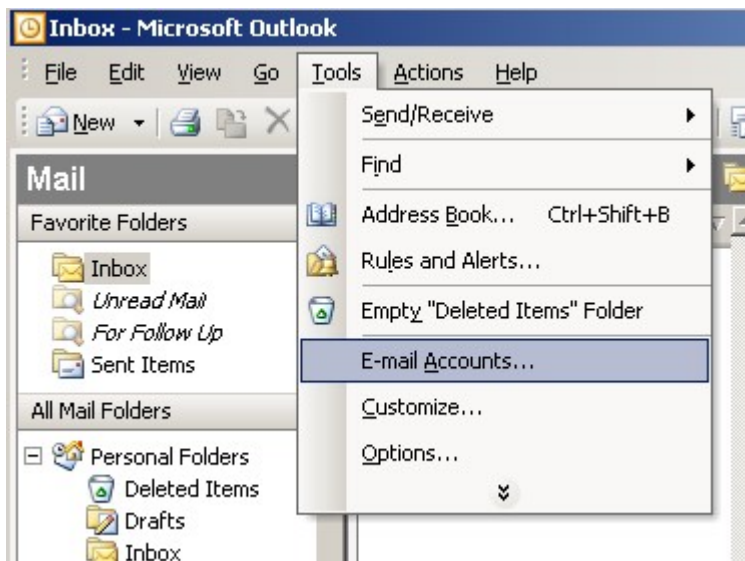 Inbox - Microsoft Outlook
File Edit View Go Tools Actions Help
New
Send/Receive
Find
Address Book... Ctrl+Shift+B
Rules and Alerts...
Empty "Deleted Items" Folder
E-mail Accounts...
Customize...
Options...
Mail
Favorite Folders
Inbox
Unread Mail
For Follow Up
Sent Items
All Mail Folders
Personal Folders
Deleted Items
Drafts
Inbox